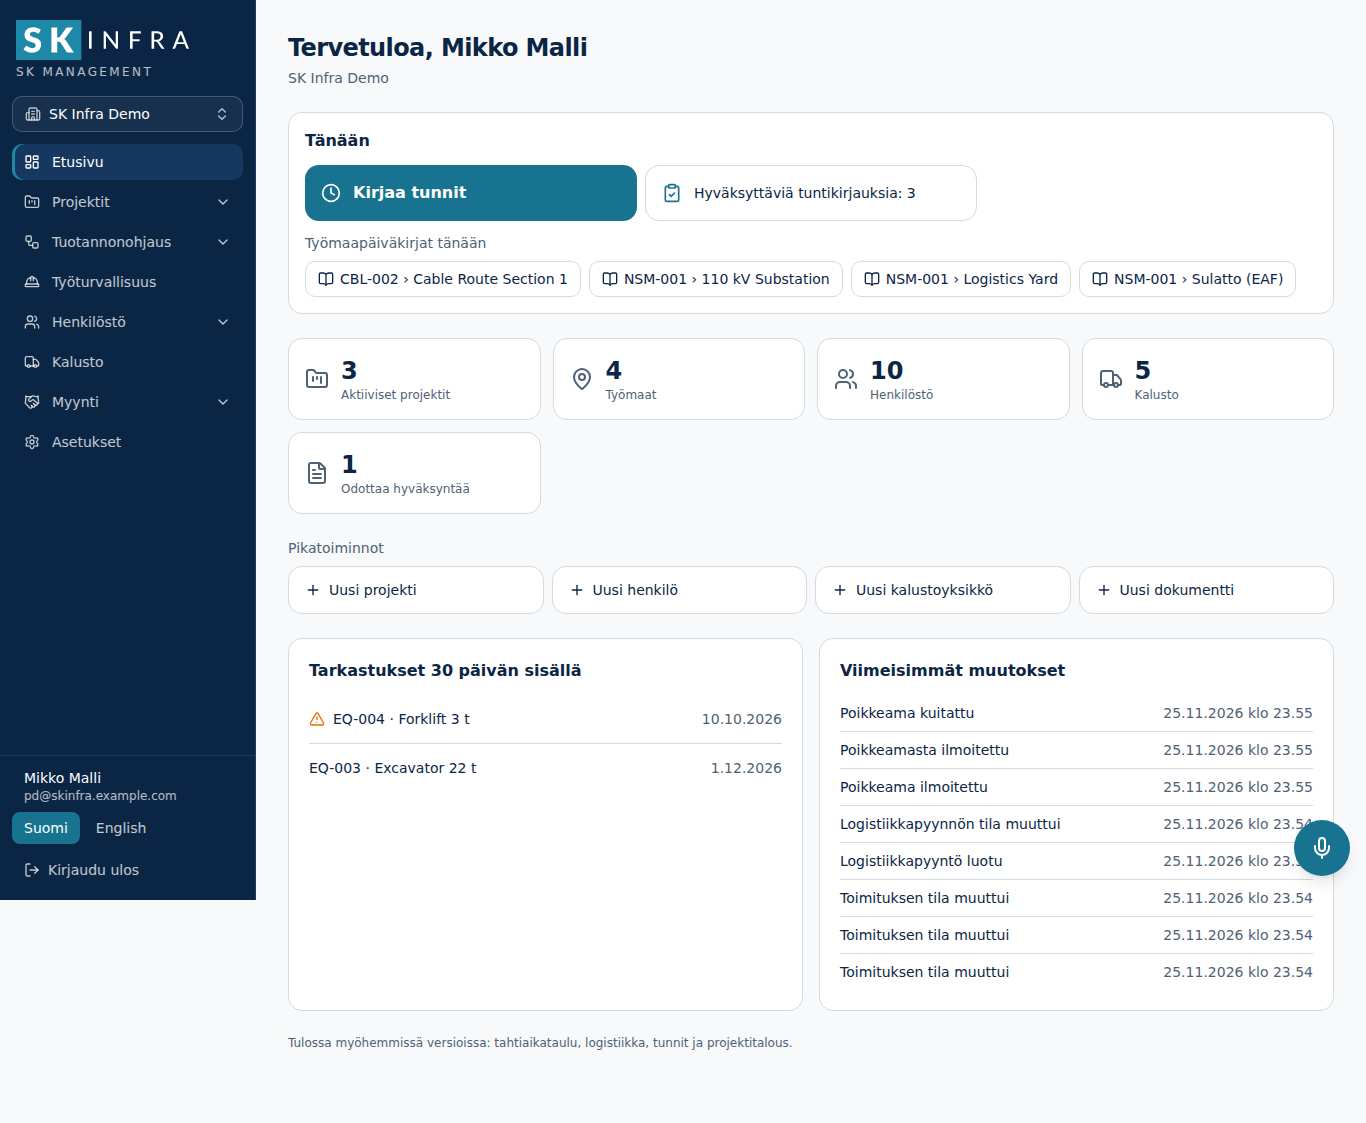 SK INFRA
SK MANAGEMENT
SK Infra Demo
Etusivu
Projektit
Tuotannonohjaus
Työturvallisuus
Henkilöstö
Kalusto
Myynti
Asetukset
Mikko Malli
pd@skinfra.example.com
Suomi English
Kirjaudu ulos
Tervetuloa, Mikko Malli
SK Infra Demo
Tänään
Kirjaa tunnit
Hyväksyttäviä tuntikirjauksia: 3
Työmaapäiväkirjat tänään
CBL-002 › Cable Route Section 1
NSM-001 › 110 kV Substation
NSM-001 › Logistics Yard
NSM-001 › Sulatto (EAF)
3
Aktiiviset projektit
4
Työmaat
10
Henkilöstö
5
Kalusto
1
Odottaa hyväksyntää
Pikatoiminnot
Uusi projekti
Uusi henkilö
Uusi kalustoyksikkö
Uusi dokumentti
Tarkastukset 30 päivän sisällä
EQ-004 · Forklift 3 t 10.10.2026
EQ-003 · Excavator 22 t 1.12.2026
Viimeisimmät muutokset
Poikkeama kuitattu 25.11.2026 klo 23.55
Poikkeamasta ilmoitettu 25.11.2026 klo 23.55
Poikkeama ilmoitettu 25.11.2026 klo 23.55
Logistiikkapyynnön tila muuttui 25.11.2026 klo 23.54
Logistiikkapyyntö luotu 25.11.2026 klo
Toimituksen tila muuttui 25.11.2026 klo 23.54
Toimituksen tila muuttui 25.11.2026 klo 23.54
Toimituksen tila muuttui 25.11.2026 klo 23.54
Tulossa myöhemmissä versioissa: tahtiaikataulu, logistiikka, tunnit ja projektitalous.